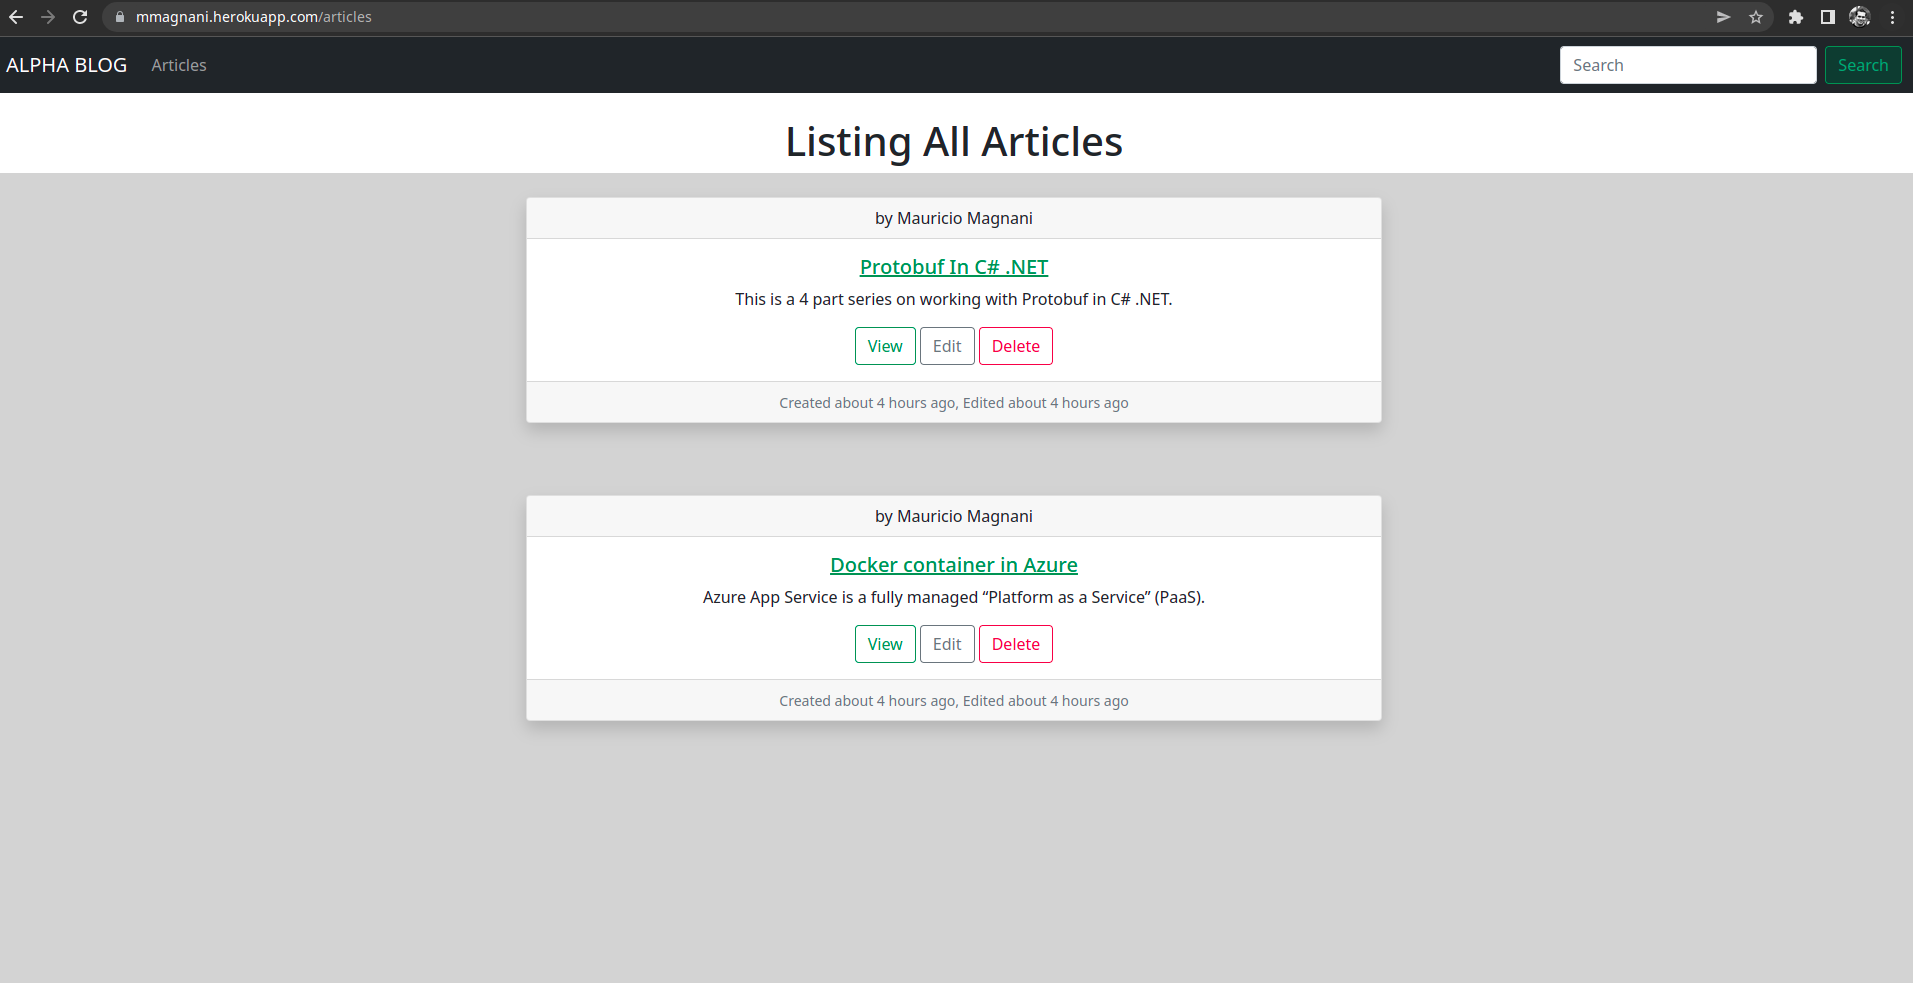 mmagnani.herokuapp.com/articles
ALPHA BLOG Articles Search Search
Listing All Articles
by Mauricio Magnani
Protobuf In C# .NET
This is a 4 part series on working with Protobuf in C# .NET.
View Edit Delete
Created about 4 hours ago, Edited about 4 hours ago
by Mauricio Magnani
Docker container in Azure
Azure App Service is a fully managed “Platform as a Service” (PaaS).
View Edit Delete
Created about 4 hours ago, Edited about 4 hours ago